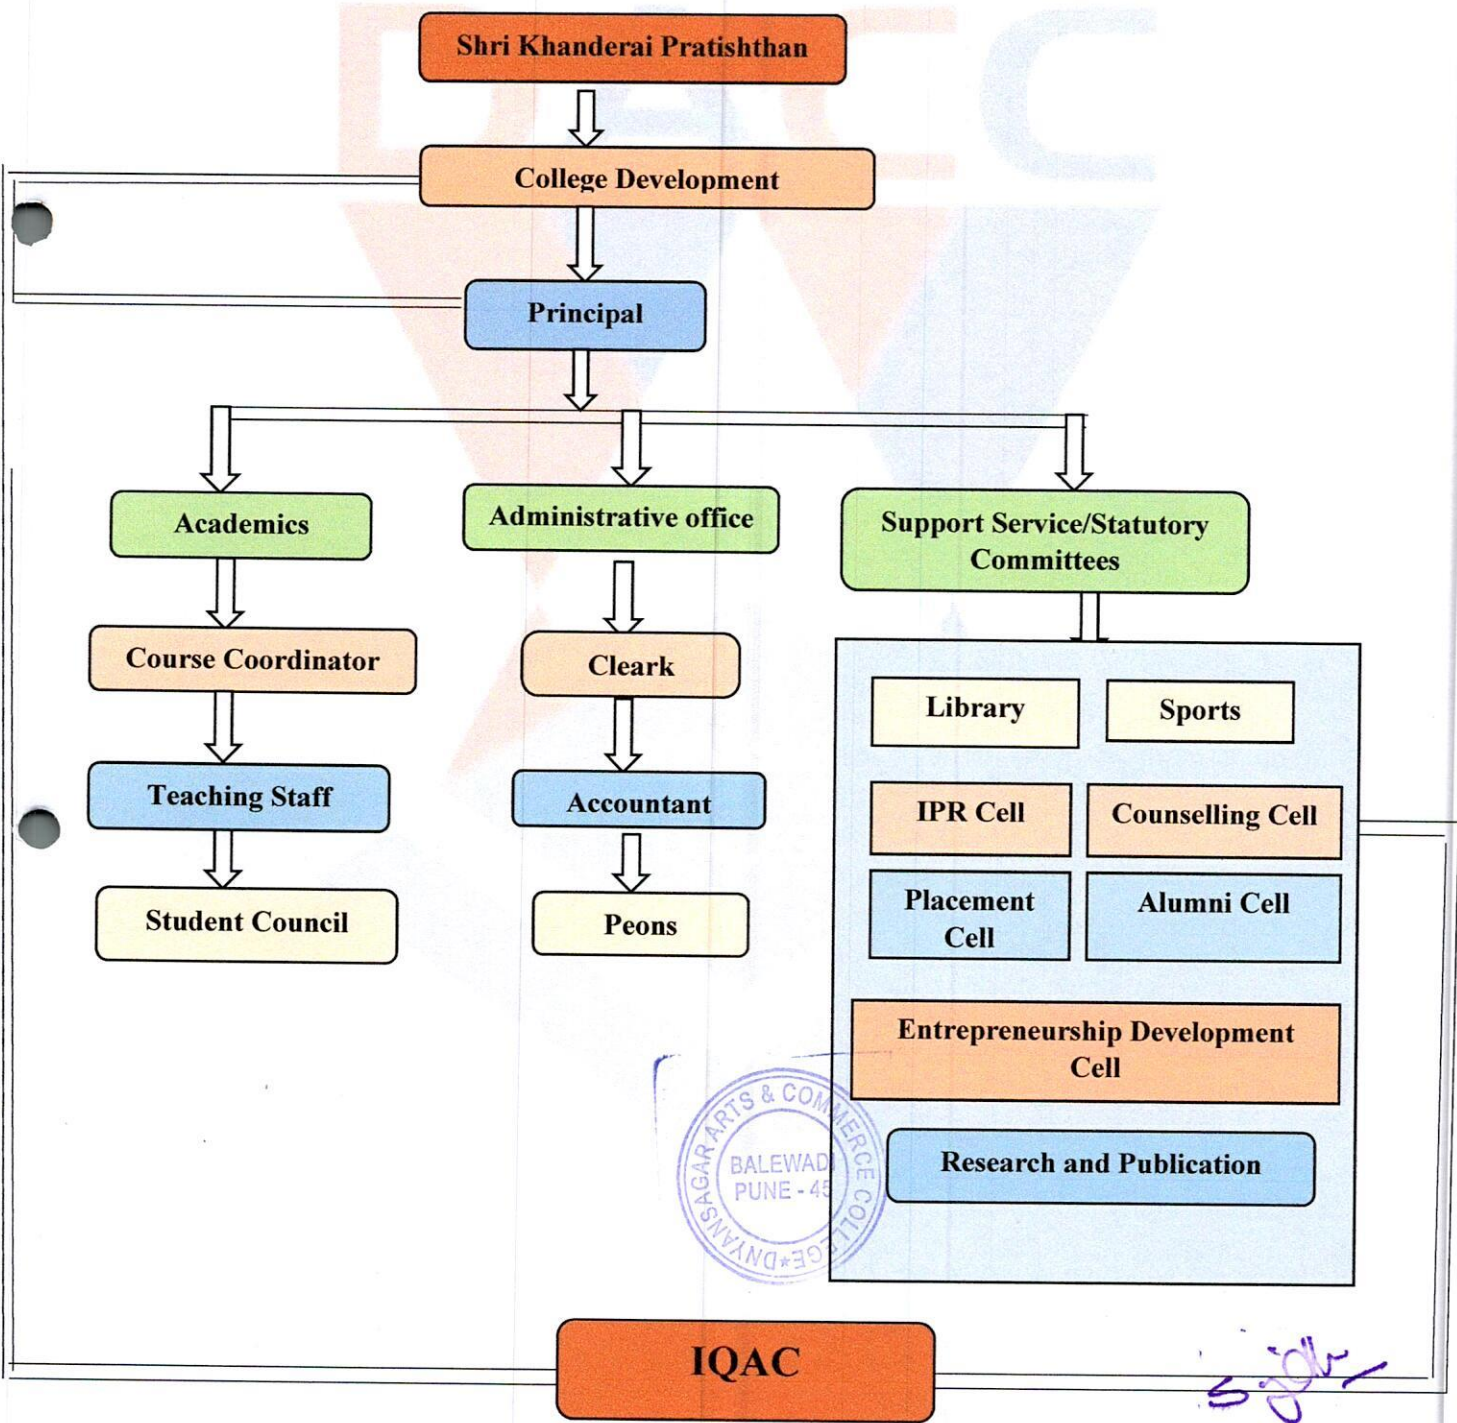 DACC
Shri Khanderai Pratishthan
College Development
Principal
Academics
Administrative office
Support Service/Statutory
Committees
Course Coordinator
Cleark
Library
Sports
Teaching Staff
Accountant
IPR Cell
Counselling Cell
Placement
Cell
Alumni Cell
Student Council
Peons
Entrepreneurship Development
Cell
Research and Publication
DNYANSAGAR ARTS & COMMERCE COLLEGE
BALEWADI
PUNE - 45
IQAC